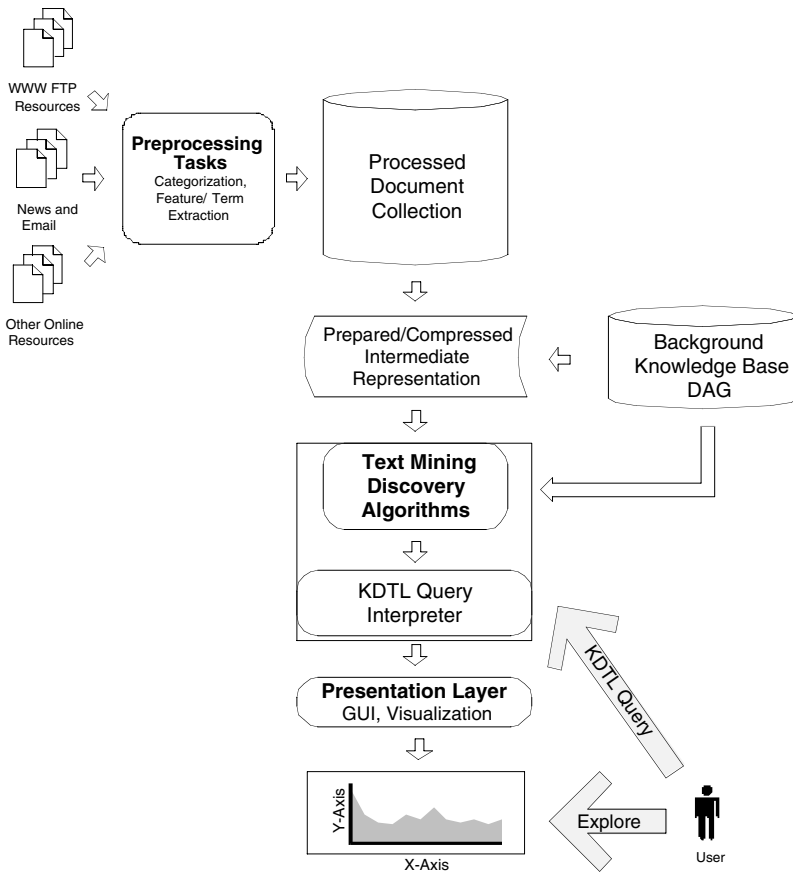 WWW FTP
Resources
Preprocessing
Tasks
Categorization,
Feature/ Term
Extraction
Processed
Document
Collection
News and
Email
Other Online
Resources
Prepared/Compressed
Intermediate
Representation
Background
Knowledge Base
DAG
Text Mining
Discovery
Algorithms
KDTL Query
Interpreter
KDTL Query
Presentation Layer
GUI, Visualization
Y-Axis
X-Axis
Explore
User